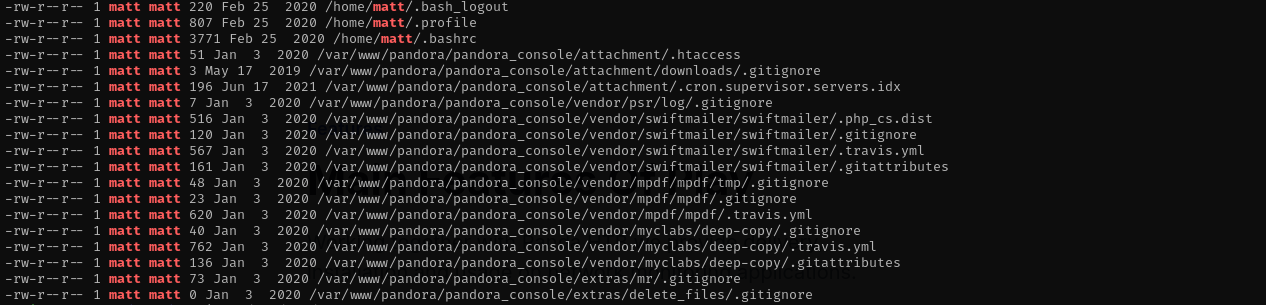 -rw-r--r-- 1 matt matt 220 Feb 25  2020 /home/matt/.bash_logout
-rw-r--r-- 1 matt matt 807 Feb 25  2020 /home/matt/.profile
-rw-r--r-- 1 matt matt 3771 Feb 25  2020 /home/matt/.bashrc
-rw-r--r-- 1 matt matt 51 Jan  3  2020 /var/www/pandora/pandora_console/attachment/.htaccess
-rw-r--r-- 1 matt matt 3 May 17  2019 /var/www/pandora/pandora_console/attachment/downloads/.gitignore
-rw-r--r-- 1 matt matt 196 Jun 17  2021 /var/www/pandora/pandora_console/attachment/.cron.supervisor.servers.idx
-rw-r--r-- 1 matt matt 7 Jan  3  2020 /var/www/pandora/pandora_console/vendor/psr/log/.gitignore
-rw-r--r-- 1 matt matt 516 Jan  3  2020 /var/www/pandora/pandora_console/vendor/swiftmailer/swiftmailer/.php_cs.dist
-rw-r--r-- 1 matt matt 120 Jan  3  2020 /var/www/pandora/pandora_console/vendor/swiftmailer/swiftmailer/.gitignore
-rw-r--r-- 1 matt matt 567 Jan  3  2020 /var/www/pandora/pandora_console/vendor/swiftmailer/swiftmailer/.travis.yml
-rw-r--r-- 1 matt matt 161 Jan  3  2020 /var/www/pandora/pandora_console/vendor/swiftmailer/swiftmailer/.gitattributes
-rw-r--r-- 1 matt matt 48 Jan  3  2020 /var/www/pandora/pandora_console/vendor/mpdf/mpdf/tmp/.gitignore
-rw-r--r-- 1 matt matt 23 Jan  3  2020 /var/www/pandora/pandora_console/vendor/mpdf/mpdf/.gitignore
-rw-r--r-- 1 matt matt 620 Jan  3  2020 /var/www/pandora/pandora_console/vendor/mpdf/mpdf/.travis.yml
-rw-r--r-- 1 matt matt 40 Jan  3  2020 /var/www/pandora/pandora_console/vendor/myclabs/deep-copy/.gitignore
-rw-r--r-- 1 matt matt 762 Jan  3  2020 /var/www/pandora/pandora_console/vendor/myclabs/deep-copy/.travis.yml
-rw-r--r-- 1 matt matt 136 Jan  3  2020 /var/www/pandora/pandora_console/vendor/myclabs/deep-copy/.gitattributes
-rw-r--r-- 1 matt matt 73 Jan  3  2020 /var/www/pandora/pandora_console/extras/mr/.gitignore
-rw-r--r-- 1 matt matt 0 Jan  3  2020 /var/www/pandora/pandora_console/extras/delete_files/.gitignore